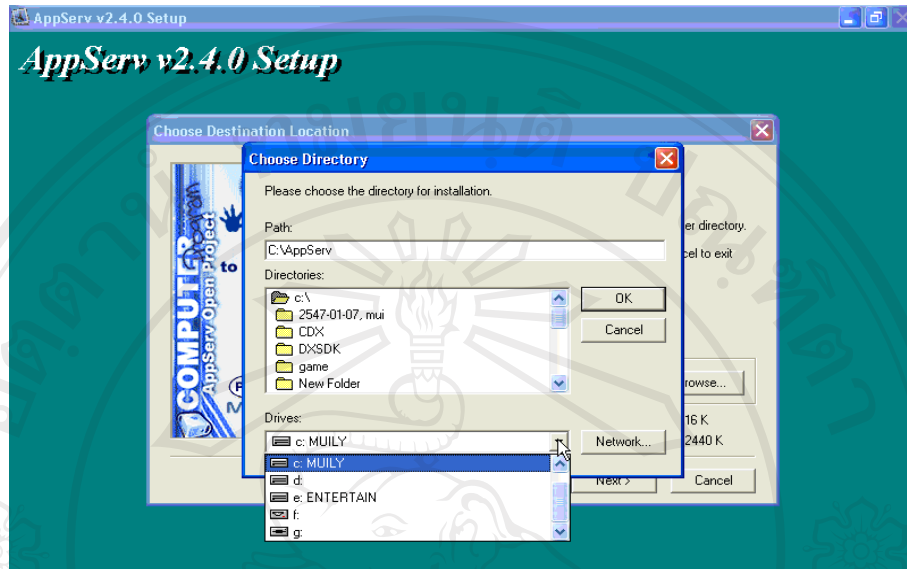 AppServ v2.4.0 Setup
AppServ v2.4.0 Setup
Choose Destination Location
Choose Directory
Please choose the directory for installation.
Path:
C:\AppServ
Directories:
c:\
2547-01-07, mui
CDX
DXSDK
game
New Folder
OK
Cancel
Drives:
c: MUILY
Network...
c: MUILY
d:
e: ENTERTAIN
f:
g:
COMPUTER
program
AppServ Open Project
to
er directory.
cel to exit
rowse...
16 K
2440 K
Next >
Cancel